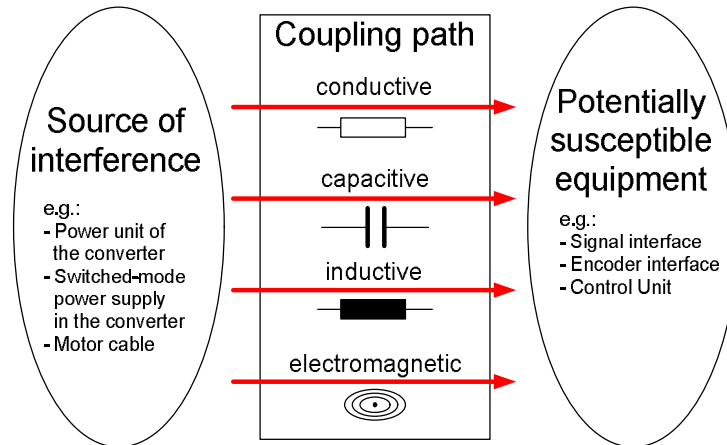 Source of
interference
e.g.:
- Power unit of
the converter
- Switched-mode
power supply
in the converter
- Motor cable
Coupling path
conductive
capacitive
inductive
electromagnetic
Potentially
susceptible
equipment
e.g.:
- Signal interface
- Encoder interface
- Control Unit